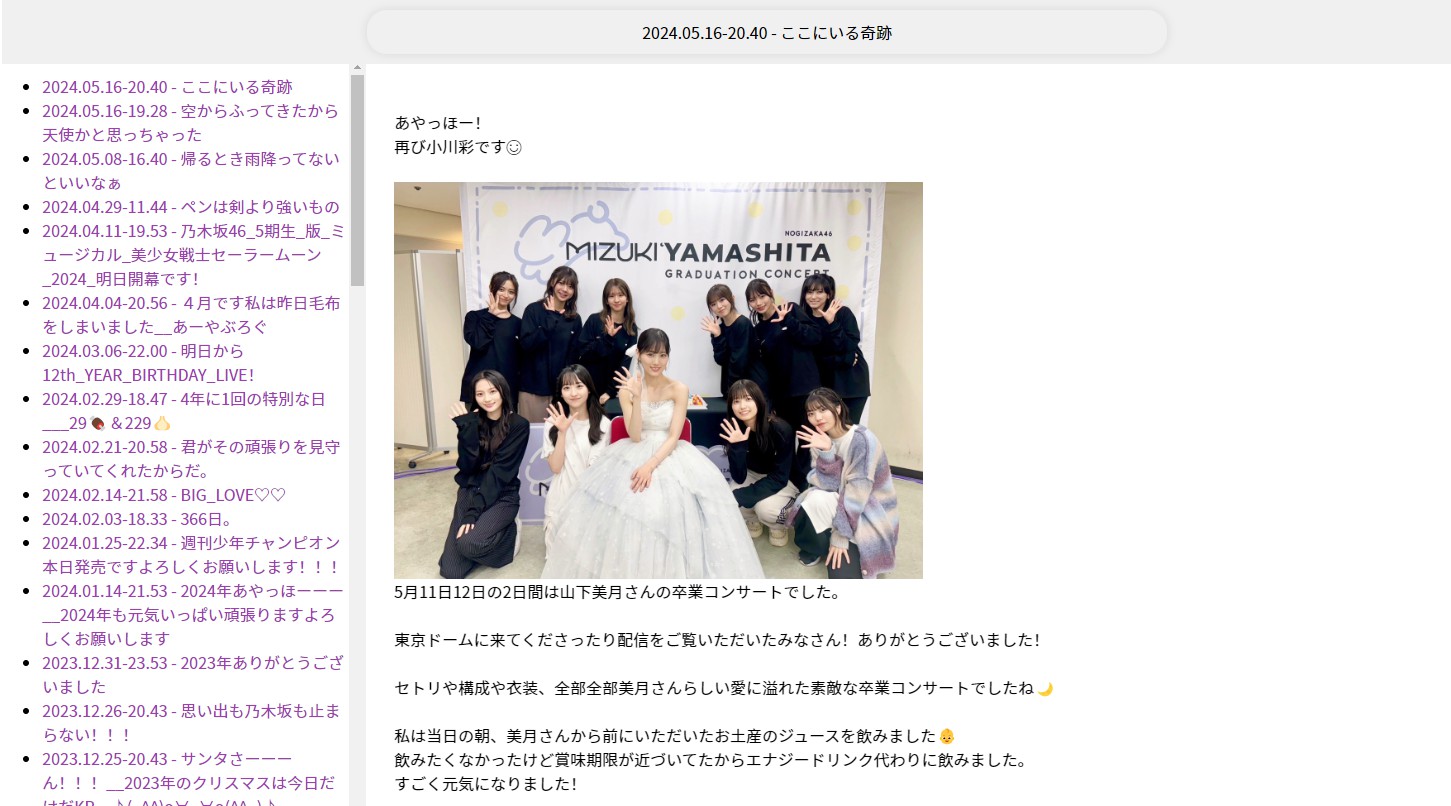 2024.05.16-20.40 - ここにいる奇跡
2024.05.16-20.40 - ここにいる奇跡
2024.05.16-19.28 - 空からふってきたから
天使かと思っちゃった
2024.05.08-16.40 - 帰るとき雨降ってない
といいなぁ
2024.04.29-11.44 - ペンは剣より強いもの
2024.04.11-19.53 - 乃木坂46_5期生_版_ミ
ュージカル_美少女戦士セーラームーン
_2024_明日開幕です！
2024.04.04-20.56 - ４月です私は昨日毛布
をしまいました__あーやぶろぐ
2024.03.06-22.00 - 明日から
12th_YEAR_BIRTHDAY_LIVE！
2024.02.29-18.47 - 4年に1回の特別な日
___29🍖＆229🧄
2024.02.21-20.58 - 君がその頑張りを見守
っていてくれたからだ。
2024.02.14-21.58 - BIG_LOVE♡♡
2024.02.03-18.33 - 366日。
2024.01.25-22.34 - 週刊少年チャンピオン
本日発売ですよろしくお願いします！！！
2024.01.14-21.53 - 2024年あやっほーーー
__2024年も元気いっぱい頑張りますよろ
しくお願いします
2023.12.31-23.53 - 2023年ありがとうござ
いました
2023.12.26-20.43 - 思い出も乃木坂も止ま
らない！！！
2023.12.25-20.43 - サンタさーーー
ん！！！__2023年のクリスマスは今日だ
あやっほー！
再び小川彩です☺
NOGIZAKA46
MIZUKI YAMASHITA
GRADUATION CONCERT
5月11日12日の2日間は山下美月さんの卒業コンサートでした。
東京ドームに来てくださったり配信をご覧いただいたみなさん！ありがとうございました！
セトリや構成や衣装、全部全部美月さんらしい愛に溢れた素敵な卒業コンサートでしたね🌙
私は当日の朝、美月さんから前にいただいたお土産のジュースを飲みました👶
飲みたくなかったけど賞味期限が近づいてたからエナジードリンク代わりに飲みました。
すごく元気になりました！